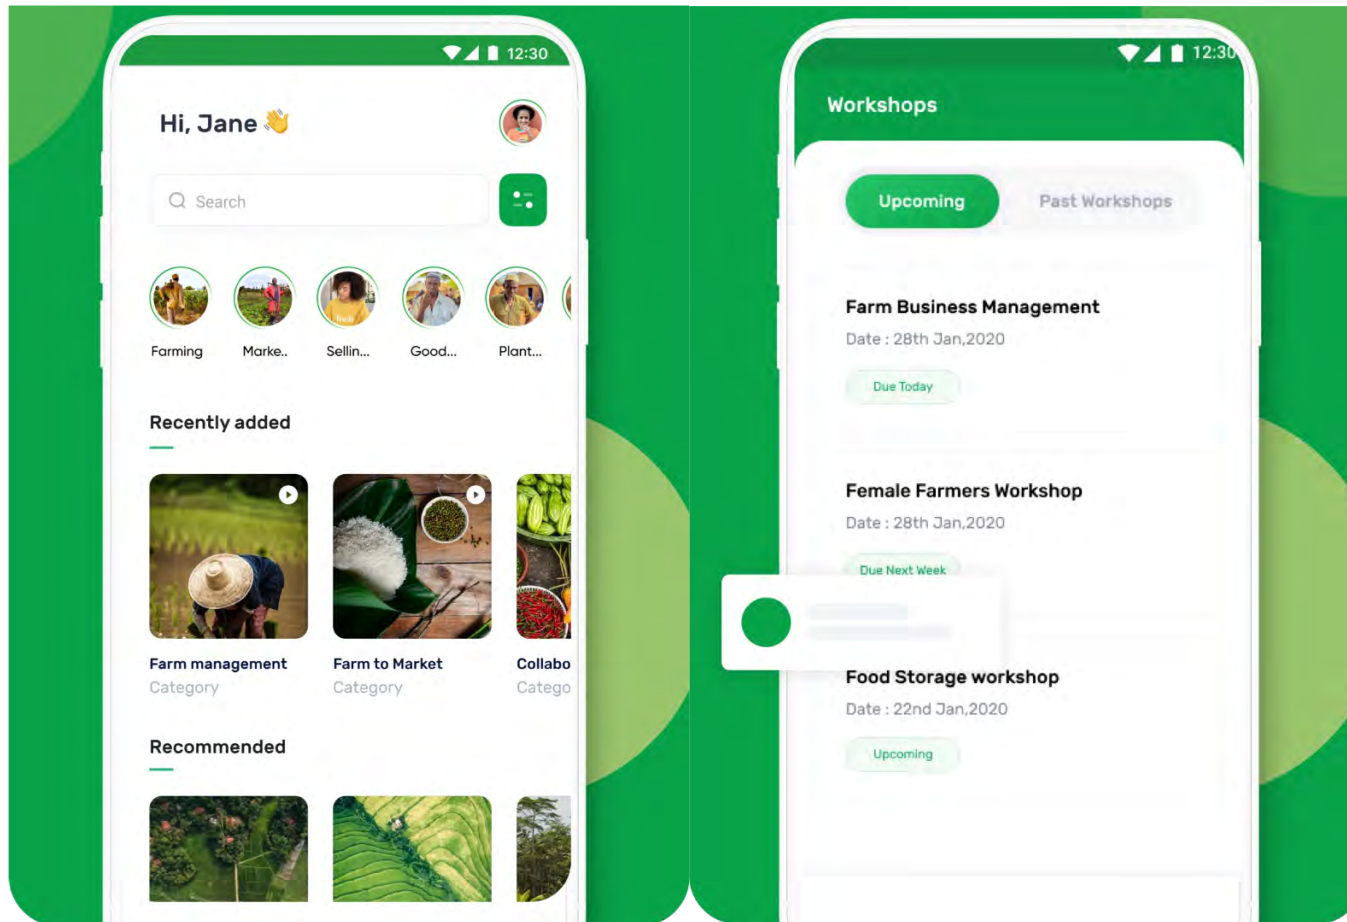 12:30
Hi, Jane 👋
Search
Farming Marke.. Sellin... Good... Plant...
Recently added
Farm management Farm to Market Collabo
Category Category Catego
Recommended
12:30
Workshops
Upcoming Past Workshops
Farm Business Management
Date : 28th Jan,2020
Due Today
Female Farmers Workshop
Date : 28th Jan,2020
Due Next Week
Food Storage workshop
Date : 22nd Jan,2020
Upcoming